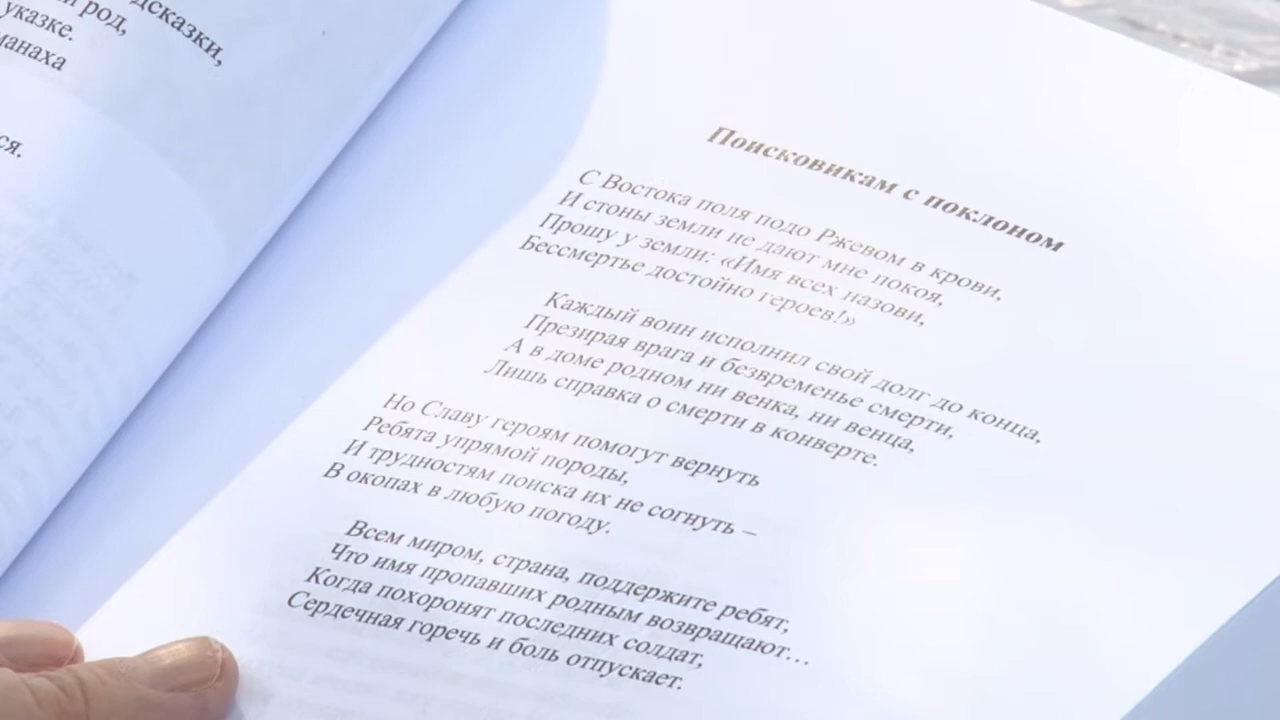 дсказки,
род,
указке.
Поисковикам с поклоном
С Востока поля подо Ржевом в крови,
И стоны земли не дают мне покоя,
Прошу у земли: «Имя всех назови,
Бессмертье достойно героев!»
Каждый воин исполнил свой долг до конца,
Презирая врага и безвременье смерти,
А в доме родном ни венка, ни венца,
Лишь справка о смерти в конверте.
Но Славу героям помогут вернуть
Ребята упрямой породы,
И трудностям поиска их не согнуть –
В окопах в любую погоду.
Всем миром, страна, поддержите ребят,
Что имя пропавших родным возвращают...
Когда похоронят последних солдат,
Сердечная горечь и боль отпускает.